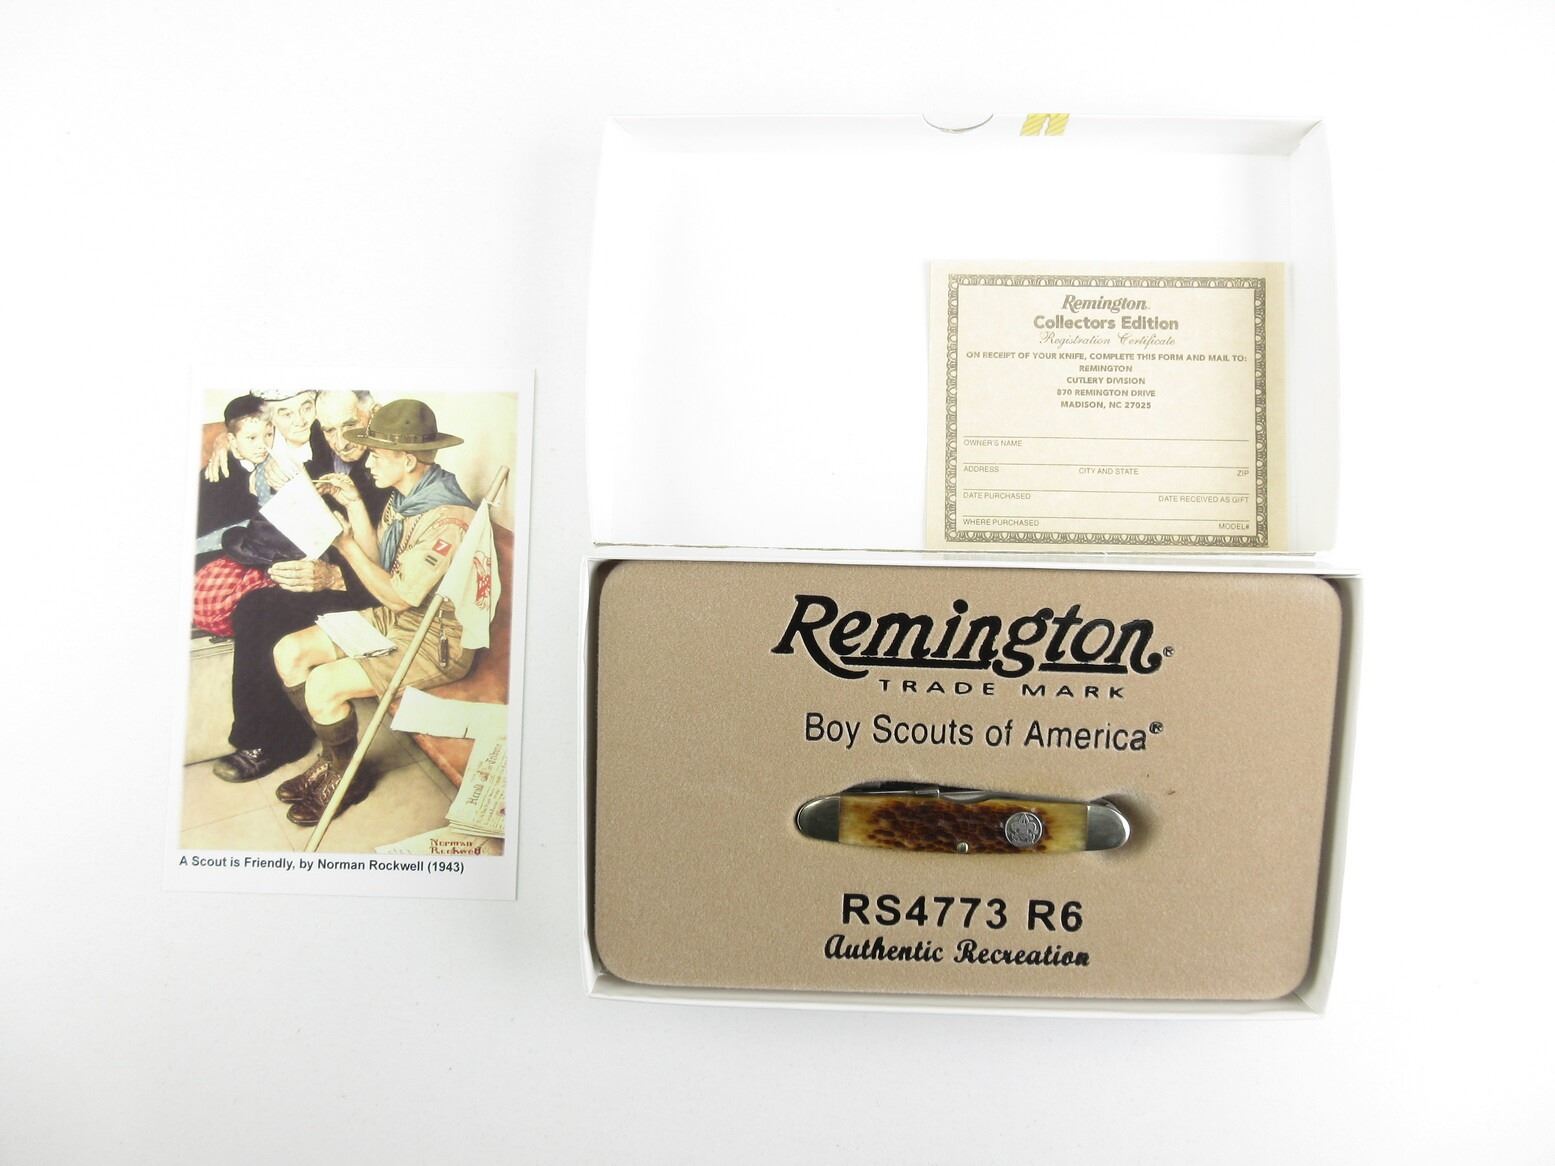 Remington
Collectors Edition
Registration Certificate
ON RECEIPT OF YOUR KNIFE, COMPLETE THIS FORM AND MAIL TO:
REMINGTON
CUTLERY DIVISION
870 REMINGTON DRIVE
MADISON, NC 27025
OWNER'S NAME
ADDRESS CITY AND STATE ZIP
DATE PURCHASED DATE RECEIVED AS GIFT
WHERE PURCHASED MODEL#
7
Norman
Rockwell
A Scout is Friendly, by Norman Rockwell (1943)
Remington®
TRADE MARK
Boy Scouts of America®
RS4773 R6
Authentic Recreation